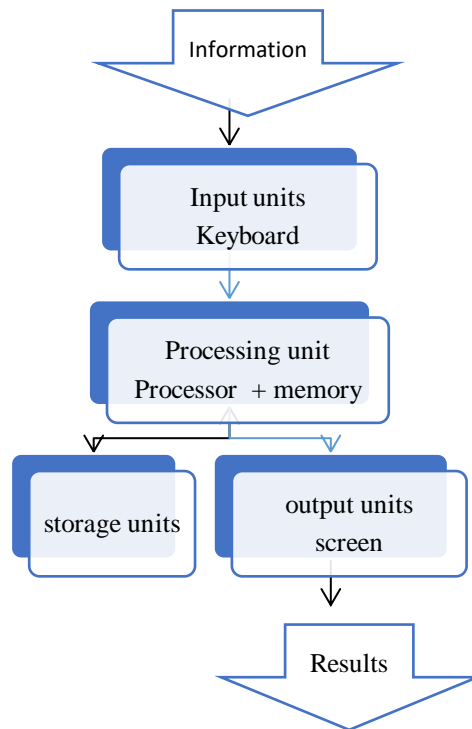 Information
Input units
Keyboard
Processing unit
Processor + memory
storage units
output units
screen
Results